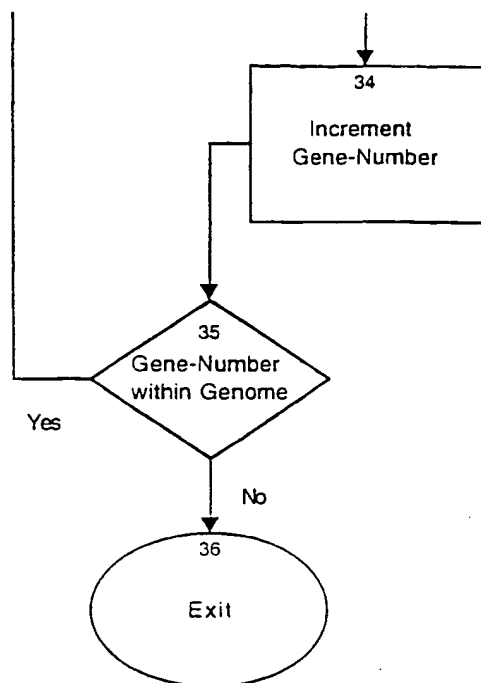 34
Increment
Gene-Number
35
Gene-Number
within Genome
Yes
No
36
Exit